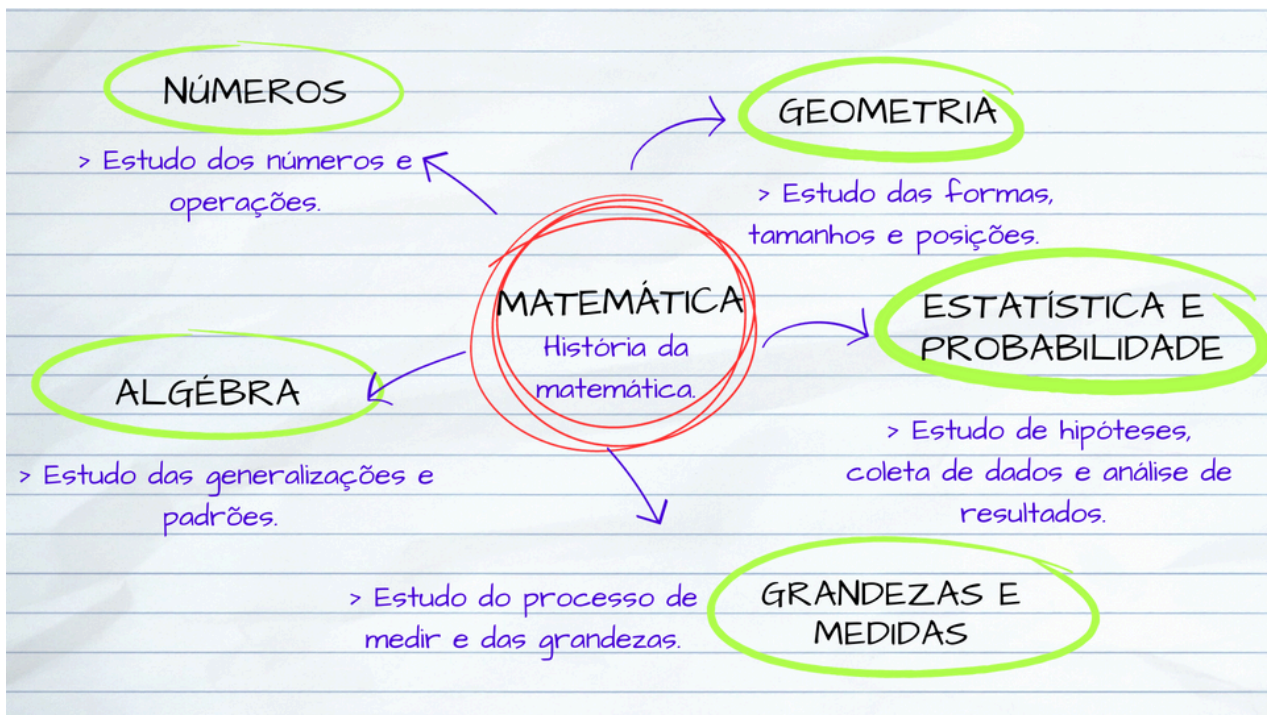 NÚMEROS
> Estudo dos números e
operações.
GEOMETRIA
> Estudo das formas,
tamanhos e posições.
MATEMÁTICA
História da
matemática.
ESTATÍSTICA E
PROBABILIDADE
> Estudo de hipóteses,
coleta de dados e análise de
resultados.
ALGÉBRA
> Estudo das generalizações e
padrões.
> Estudo do processo de
medir e das grandezas.
GRANDEZAS E
MEDIDAS